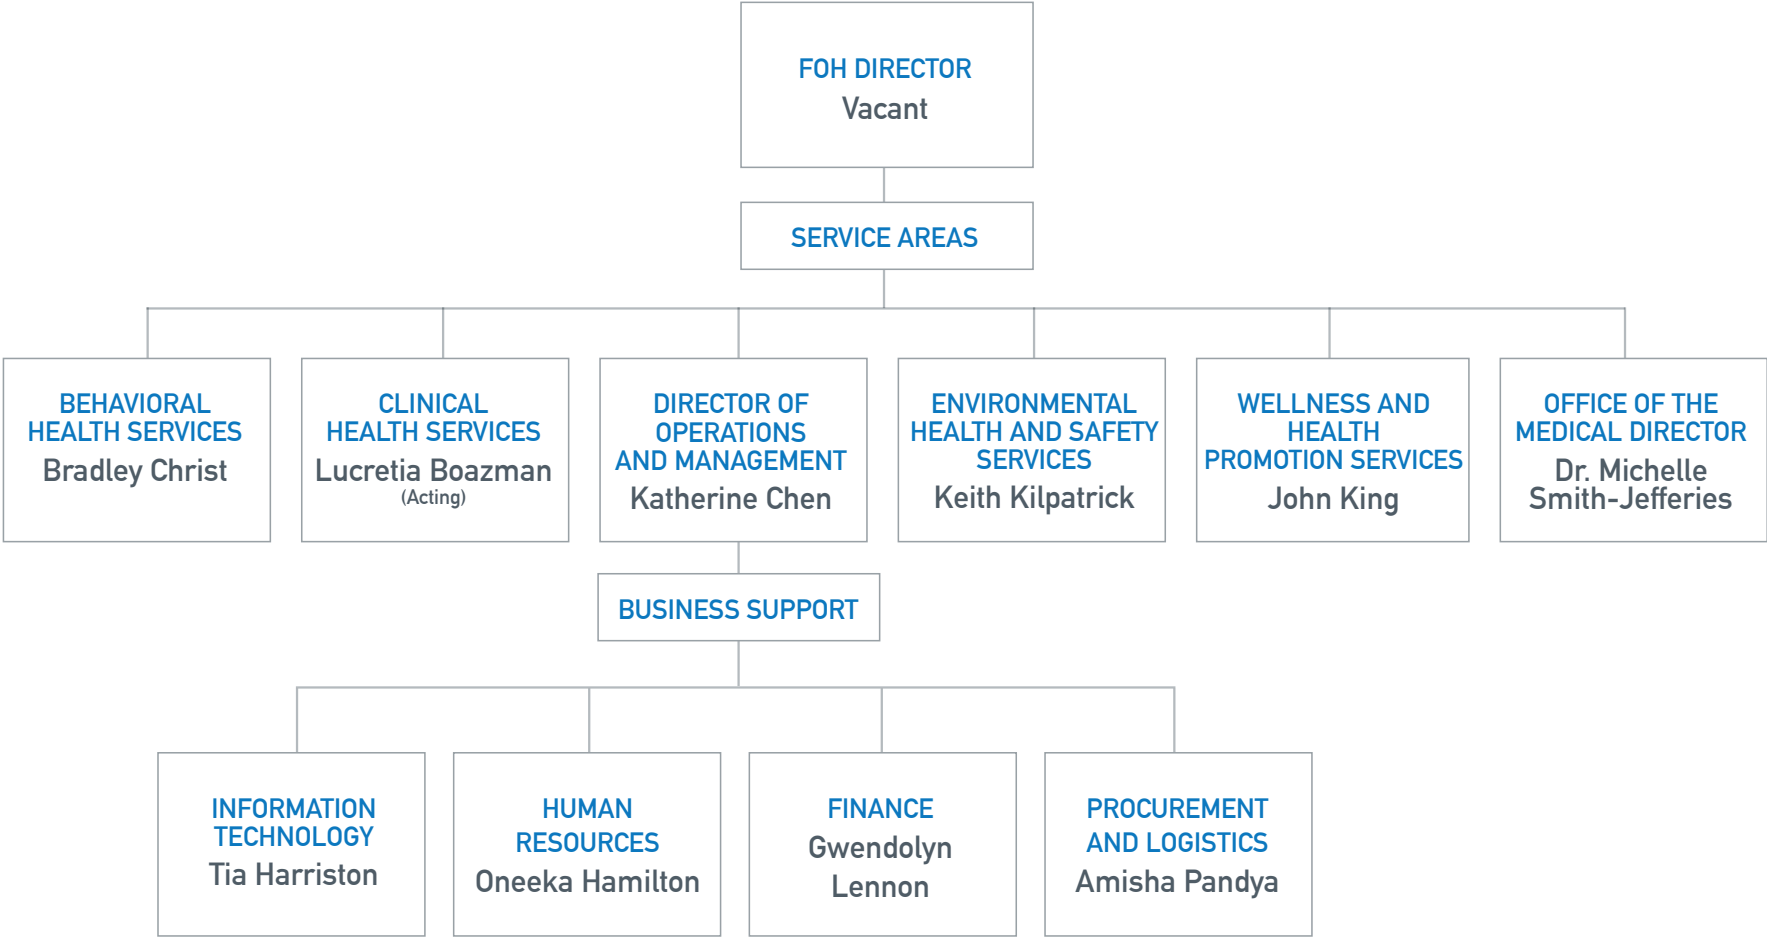 FOH DIRECTOR
Vacant
SERVICE AREAS
BEHAVIORAL
HEALTH SERVICES
Bradley Christ
CLINICAL
HEALTH SERVICES
Lucretia Boazman
(Acting)
DIRECTOR OF
OPERATIONS
AND MANAGEMENT
Katherine Chen
ENVIRONMENTAL
HEALTH AND SAFETY
SERVICES
Keith Kilpatrick
WELLNESS AND
HEALTH
PROMOTION SERVICES
John King
OFFICE OF THE
MEDICAL DIRECTOR
Dr. Michelle
Smith-Jefferies
BUSINESS SUPPORT
INFORMATION
TECHNOLOGY
Tia Harriston
HUMAN
RESOURCES
Oneeka Hamilton
FINANCE
Gwendolyn
Lennon
PROCUREMENT
AND LOGISTICS
Amisha Pandya